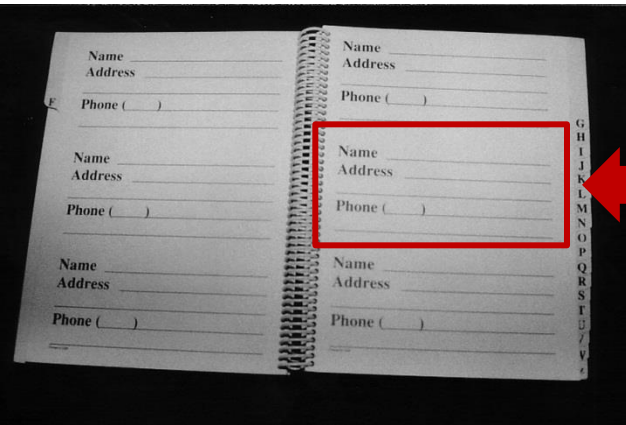 Name
Address
Phone ( )
Name
Address
Phone ( )
Name
Address
Phone ( )
F
Name
Address
Phone ( )
Name
Address
Phone ( )
Name
Address
Phone ( )
G
H
I
J
K
L
M
N
O
P
Q
R
S
T
U